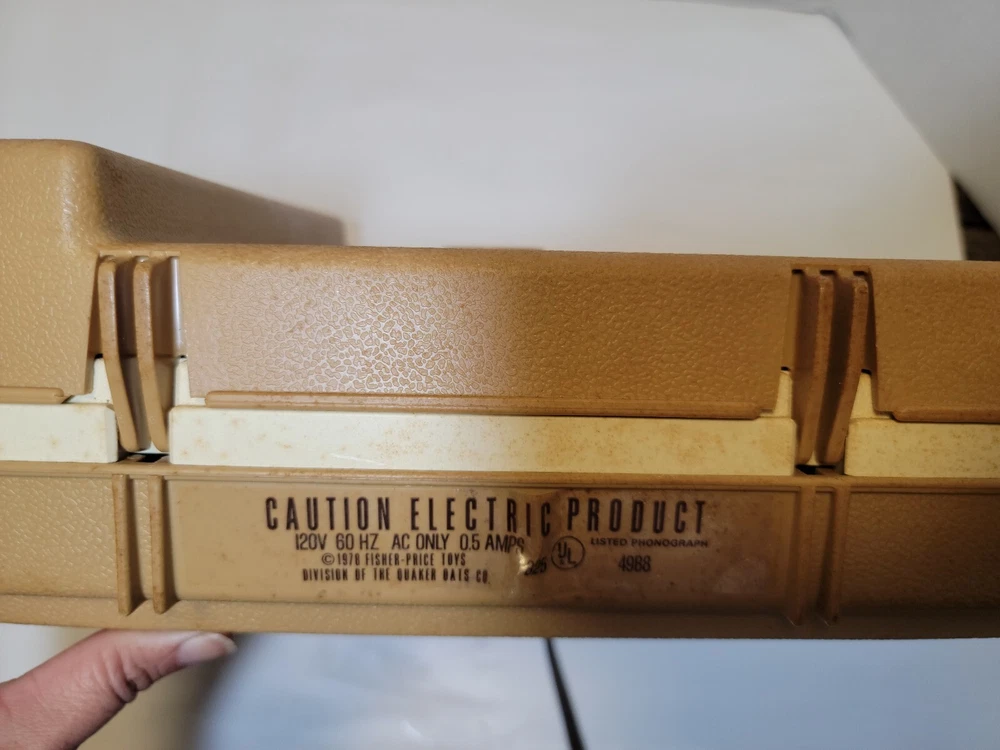 CAUTION ELECTRIC PRODUCT
120V 60 HZ AC ONLY 0.5 AMPS
UL LISTED PHONOGRAPH
©1978 FISHER-PRICE TOYS
DIVISION OF THE QUAKER OATS CO